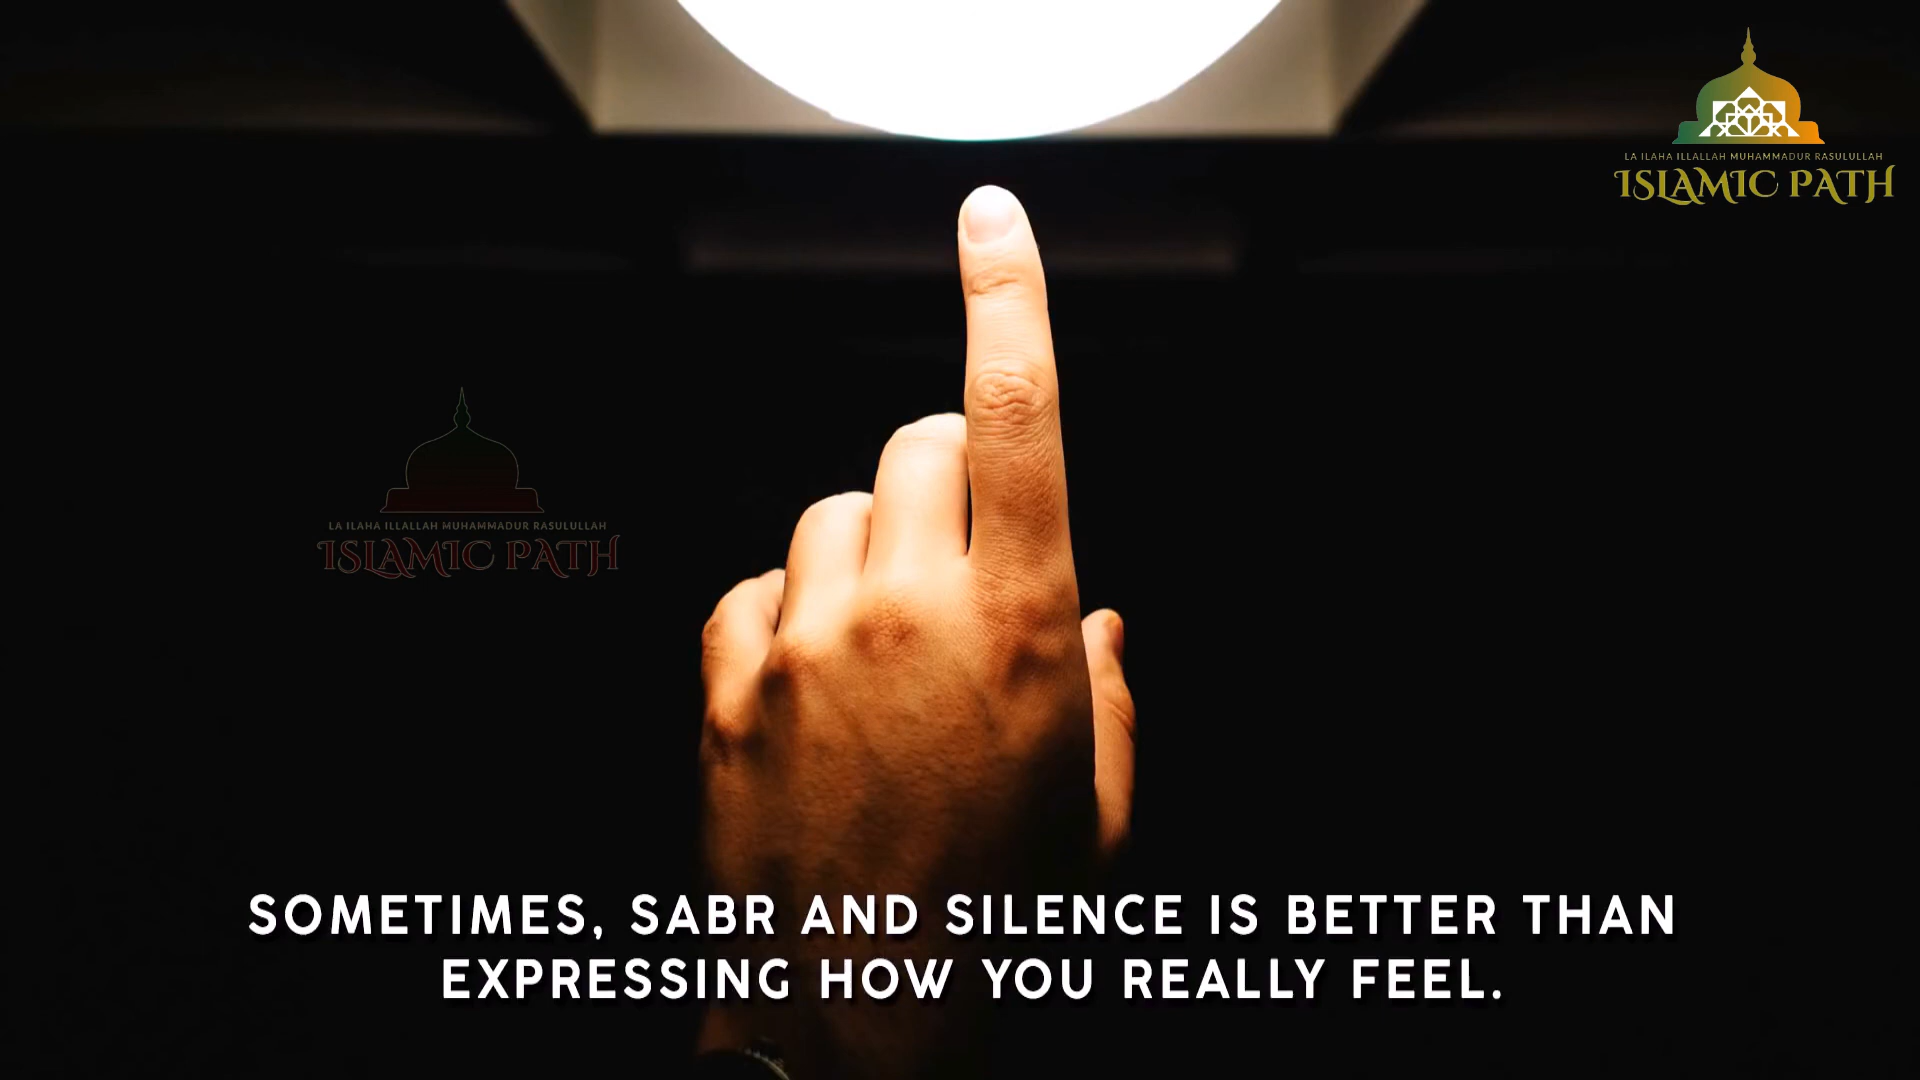 LA ILAHA ILLALLAH MUHAMMADUR RASULULLAH
ISLAMIC PATH
LA ILAHA ILLALLAH MUHAMMADUR RASULULLAH
ISLAMIC PATH
SOMETIMES, SABR AND SILENCE IS BETTER THAN
EXPRESSING HOW YOU REALLY FEEL.